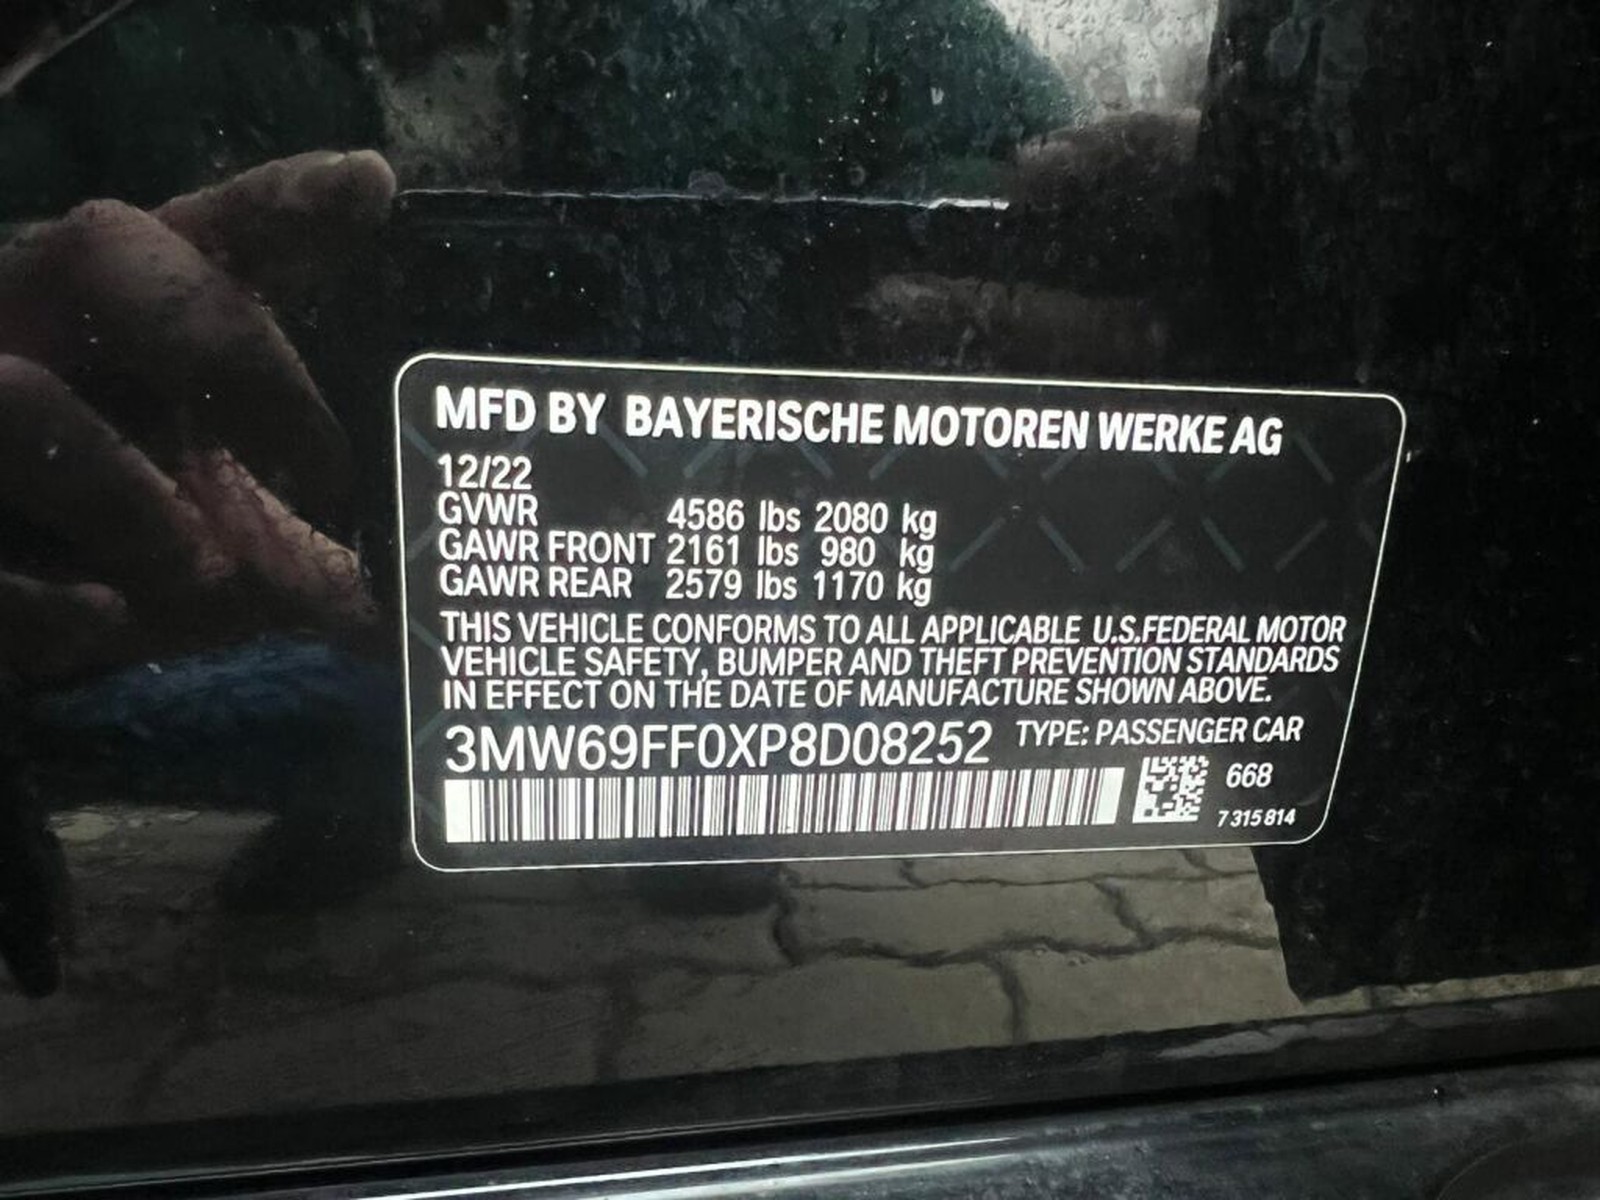 MFD BY BAYERISCHE MOTOREN WERKE AG
12/22
GVWR 4586 lbs 2080 kg
GAWR FRONT 2161 lbs 980 kg
GAWR REAR 2579 lbs 1170 kg
THIS VEHICLE CONFORMS TO ALL APPLICABLE U.S.FEDERAL MOTOR
VEHICLE SAFETY, BUMPER AND THEFT PREVENTION STANDARDS
IN EFFECT ON THE DATE OF MANUFACTURE SHOWN ABOVE.
3MW69FF0XP8D08252 TYPE: PASSENGER CAR
668
7 315 814